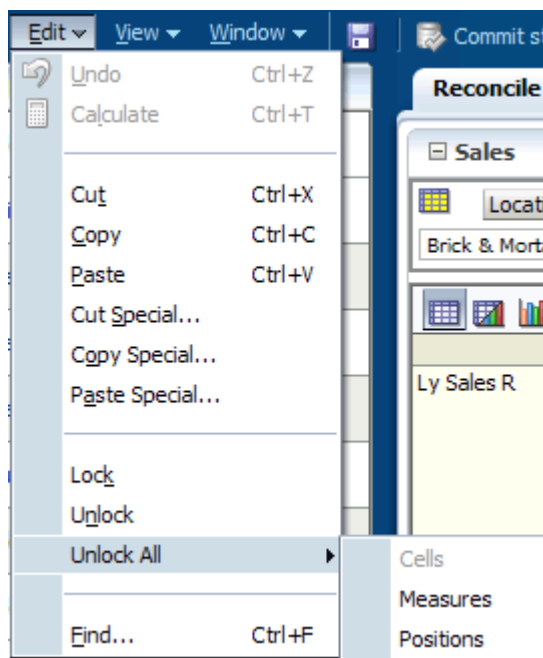 Edit View Window Commit s
Undo Ctrl+Z
Calculate Ctrl+T
Cut Ctrl+X
Copy Ctrl+C
Paste Ctrl+V
Cut Special...
Copy Special...
Paste Special...
Lock
Unlock
Unlock All
Find... Ctrl+F
Cells
Measures
Positions
Reconcile
Sales
Locat
Brick & Morta
Ly Sales R